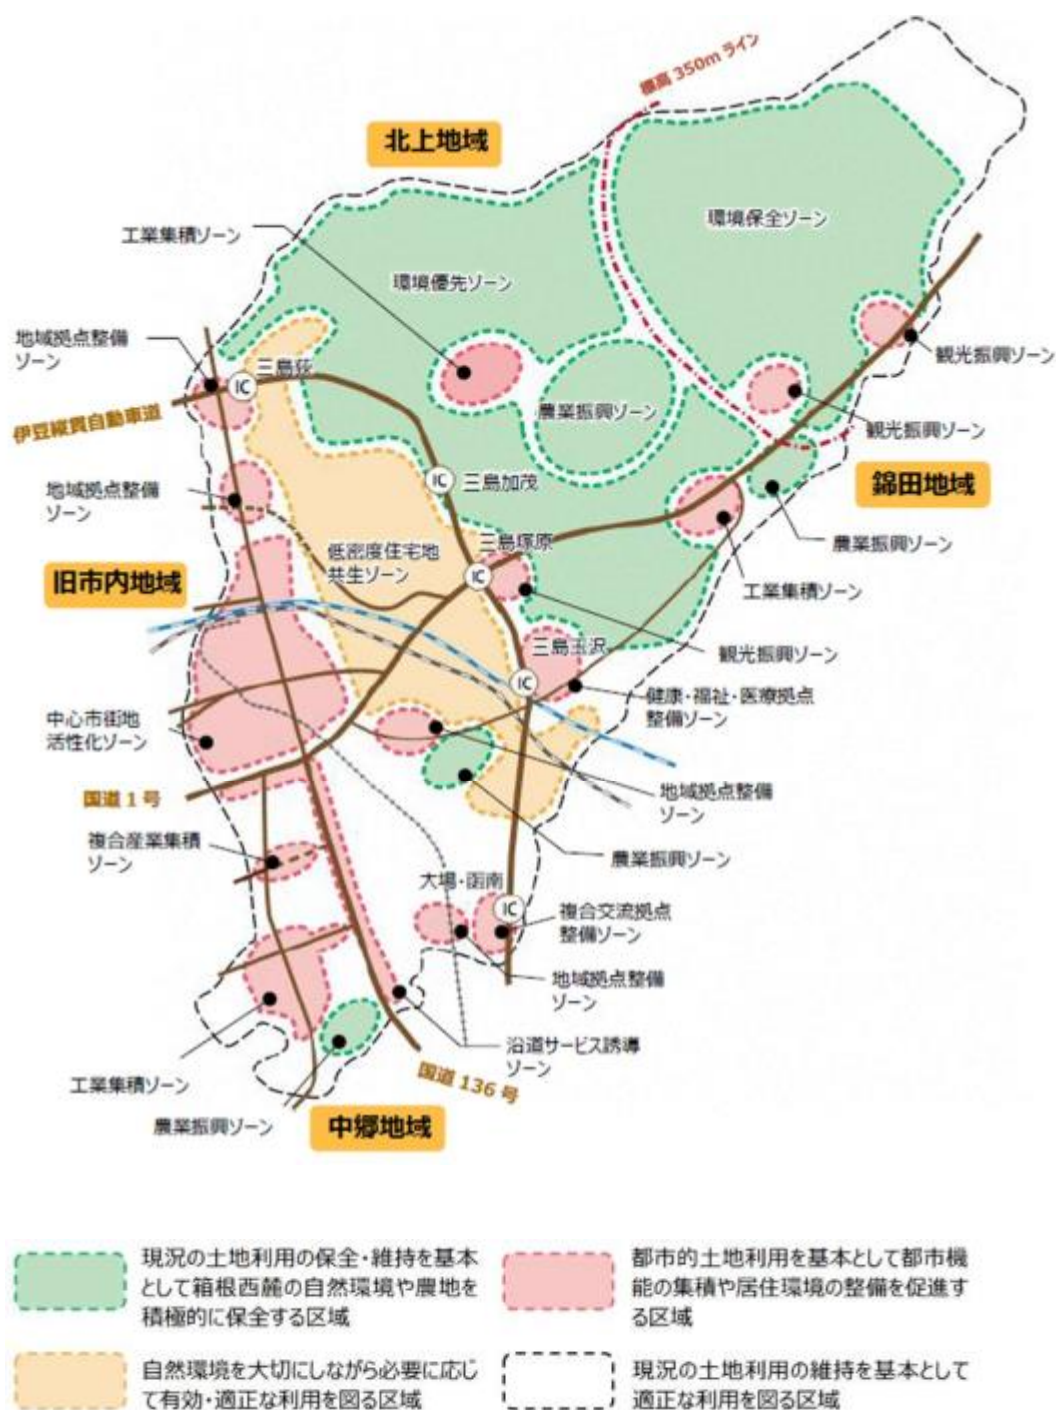 標高350mライン
北上地域
工業集積ゾーン
環境保全ゾーン
環境優先ゾーン
地域拠点整備
ゾーン
三島萩
IC
観光振興ゾーン
伊豆縦貫自動車道
農業振興ゾーン
観光振興ゾーン
地域拠点整備
ゾーン
IC
三島加茂
錦田地域
低密度住宅地
共生ゾーン
三島塚原
農業振興ゾーン
旧市内地域
IC
工業集積ゾーン
三島玉沢
観光振興ゾーン
IC
健康・福祉・医療拠点
整備ゾーン
中心市街地
活性化ゾーン
国道1号
地域拠点整備
ゾーン
複合産業集積
ゾーン
農業振興ゾーン
大場・函南
IC
複合交流拠点
整備ゾーン
地域拠点整備
ゾーン
沿道サービス誘導
ゾーン
工業集積ゾーン
国道136号
農業振興ゾーン
中郷地域
現況の土地利用の保全・維持を基本
として箱根西麓の自然環境や農地を
積極的に保全する区域
都市的土地利用を基本として都市機
能の集積や居住環境の整備を促進す
る区域
自然環境を大切にしながら必要に応じ
て有効・適正な利用を図る区域
現況の土地利用の維持を基本として
適正な利用を図る区域